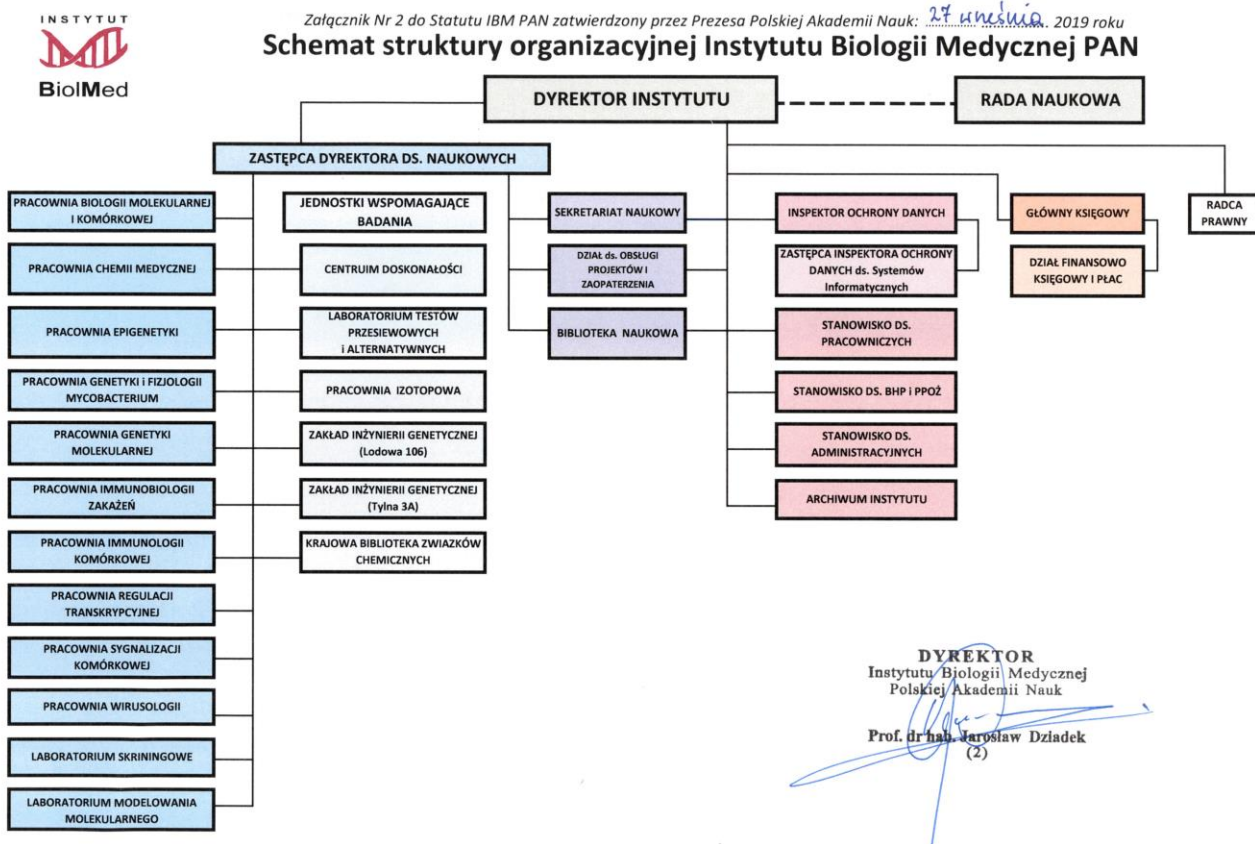 INSTYTUT
BiolMed
Załącznik Nr 2 do Statutu IBM PAN zatwierdzony przez Prezesa Polskiej Akademii Nauk: 27 września 2019 roku
Schemat struktury organizacyjnej Instytutu Biologii Medycznej PAN
DYREKTOR INSTYTUTU
RADA NAUKOWA
ZASTĘPCA DYREKTORA DS. NAUKOWYCH
PRACOWNIA BIOLOGII MOLEKULARNEJ
I KOMÓRKOWEJ
PRACOWNIA CHEMII MEDYCZNEJ
PRACOWNIA EPIGENETYKI
PRACOWNIA GENETYKI i FIZJOLOGII
MYCOBACTERIUM
PRACOWNIA GENETYKI
MOLEKULARNEJ
PRACOWNIA IMMUNOBIOLOGII
ZAKAŻEŃ
PRACOWNIA IMMUNOLOGII
KOMÓRKOWEJ
PRACOWNIA REGULACJI
TRANSKRYPCYJNEJ
PRACOWNIA SYGNALIZACJI
KOMÓRKOWEJ
PRACOWNIA WIRUSOLOGII
LABORATORIUM SKRININGOWE
LABORATORIUM MODELOWANIA
MOLEKULARNEGO
JEDNOSTKI WSPOMAGAJĄCE
BADANIA
CENTRUIM DOSKONAŁOŚCI
LABORATORIUM TESTÓW
PRZESIEWOWYCH
i ALTERNATYWNYCH
PRACOWNIA IZOTOPOWA
ZAKŁAD INŻYNIERII GENETYCZNEJ
(Lodowa 106)
ZAKŁAD INŻYNIERII GENETYCZNEJ
(Tylna 3A)
KRAJOWA BIBLIOTEKA ZWIAZKÓW
CHEMICZNYCH
SEKRETARIAT NAUKOWY
DZIAŁ ds. OBSŁUGI
PROJEKTÓW I
ZAOPATERZENIA
BIBLIOTEKA NAUKOWA
INSPEKTOR OCHRONY DANYCH
ZASTĘPCA INSPEKTORA OCHRONY
DANYCH ds. Systemów
Informatycznych
STANOWISKO DS.
PRACOWNICZYCH
STANOWISKO DS. BHP i PPOŻ
STANOWISKO DS.
ADMINISTRACYJNYCH
ARCHIWUM INSTYTUTU
GŁÓWNY KSIĘGOWY
DZIAŁ FINANSOWO
KSIĘGOWY I PŁAC
RADCA
PRAWNY
DYREKTOR
Instytutu Biologii Medycznej
Polskiej Akademii Nauk
Prof. dr hab. Jarosław Dziadek
(2)